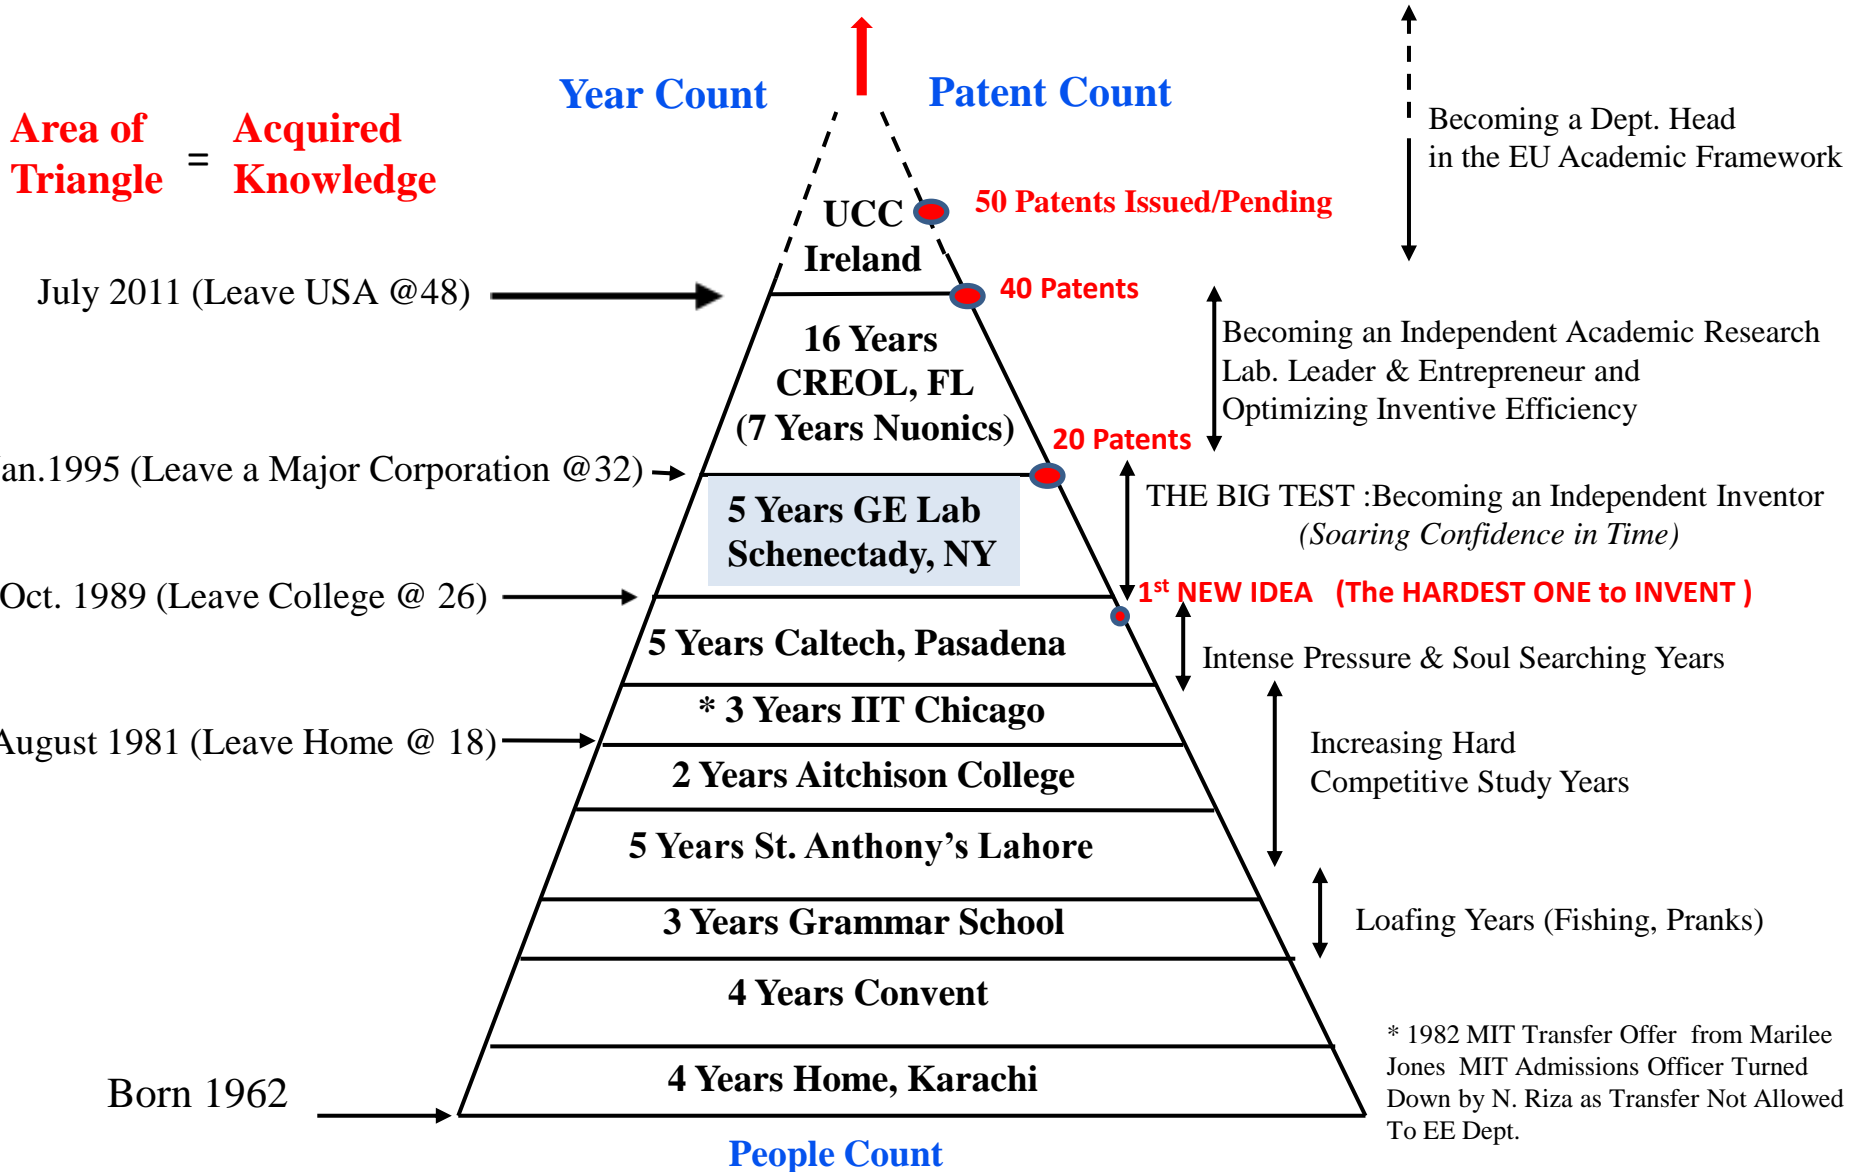 Year Count
Patent Count
Area of
Triangle
=
Acquired
Knowledge
Becoming a Dept. Head
in the EU Academic Framework
50 Patents Issued/Pending
UCC
Ireland
July 2011 (Leave USA @48)
40 Patents
16 Years
CREOL, FL
(7 Years Nuonics)
Becoming an Independent Academic Research
Lab. Leader & Entrepreneur and
Optimizing Inventive Efficiency
20 Patents
an.1995 (Leave a Major Corporation @32)
5 Years GE Lab
Schenectady, NY
THE BIG TEST :Becoming an Independent Inventor
(Soaring Confidence in Time)
Oct. 1989 (Leave College @ 26)
1st NEW IDEA (The HARDEST ONE to INVENT )
5 Years Caltech, Pasadena
Intense Pressure & Soul Searching Years
* 3 Years IIT Chicago
August 1981 (Leave Home @ 18)
Increasing Hard
Competitive Study Years
2 Years Aitchison College
5 Years St. Anthony's Lahore
3 Years Grammar School
Loafing Years (Fishing, Pranks)
4 Years Convent
4 Years Home, Karachi
Born 1962
* 1982 MIT Transfer Offer from Marilee
Jones MIT Admissions Officer Turned
Down by N. Riza as Transfer Not Allowed
To EE Dept.
People Count